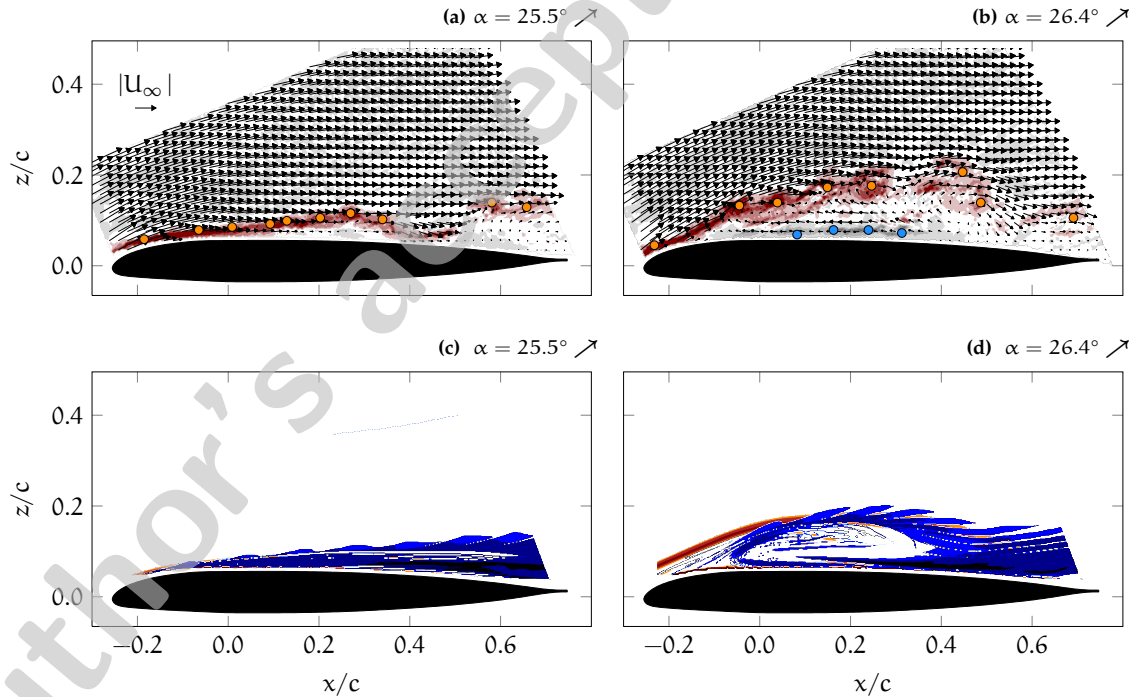 (a) α = 25.5°
(b) α = 26.4°
|U∞|
z/c
0.4
0.2
0.0
(c) α = 25.5°
(d) α = 26.4°
z/c
0.4
0.2
0.0
−0.2 0.0 0.2 0.4 0.6 −0.2 0.0 0.2 0.4 0.6
x/c x/c
author's accept